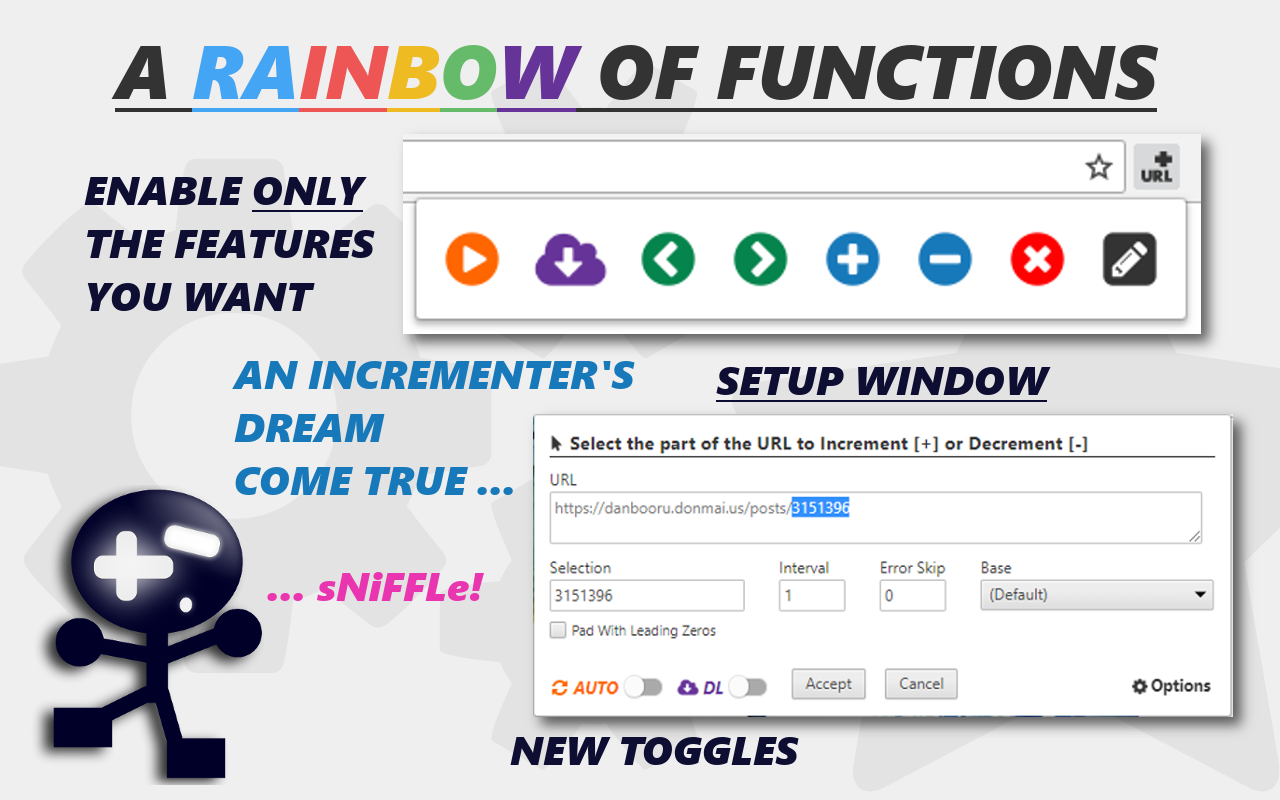 A RAINBOW OF FUNCTIONS
ENABLE ONLY
THE FEATURES
YOU WANT
URL
AN INCREMENTER'S
DREAM
COME TRUE ...
... sNiFFLe!
SETUP WINDOW
Select the part of the URL to Increment [+] or Decrement [-]
URL
https://danbooru.donmai.us/posts/3151396
Selection Interval Error Skip Base
3151396 1 0 (Default)
Pad With Leading Zeros
AUTO DL Accept Cancel Options
NEW TOGGLES